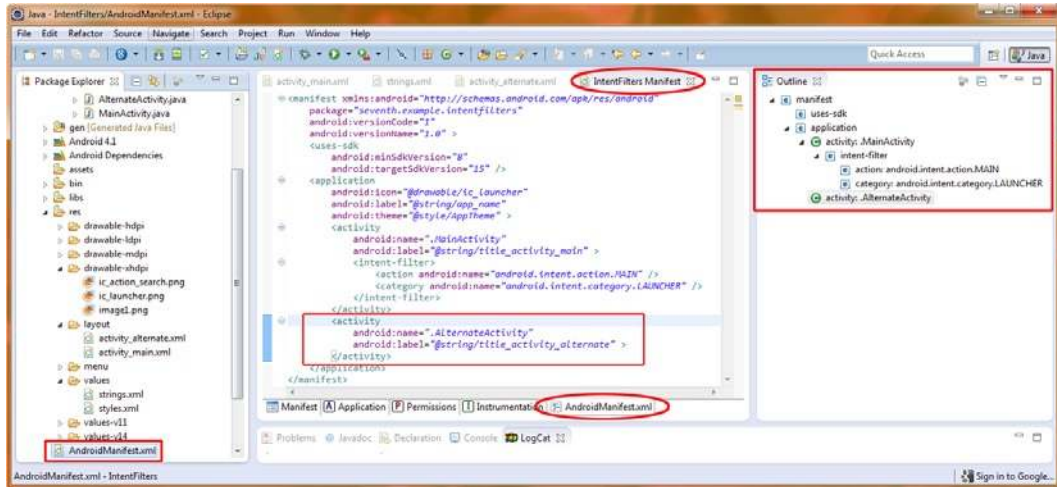 Java - IntentFilters/AndroidManifest.xml - Eclipse
File Edit Refactor Source Navigate Search Project Run Window Help
Quick Access
Java
Package Explorer
AlternateActivity.java
MainActivity.java
gen [Generated Java Files]
Android 4.1
Android Dependencies
assets
bin
libs
res
drawable-hdpi
drawable-ldpi
drawable-mdpi
drawable-xhdpi
ic_action_search.png
ic_launcher.png
image1.png
layout
activity_alternate.xml
activity_main.xml
menu
values
strings.xml
styles.xml
values-v11
values-v14
AndroidManifest.xml
activity_main.xml strings.xml activity_alternate.xml IntentFilters Manifest
<manifest xmlns:android="http://schemas.android.com/apk/res/android"
package="seventh.example.intentfilters"
android:versionCode="1"
android:versionName="1.0" >
<uses-sdk
android:minSdkVersion="8"
android:targetSdkVersion="15" />
<application
android:icon="@drawable/ic_launcher"
android:label="@string/app_name"
android:theme="@style/AppTheme" >
<activity
android:name=".MainActivity"
android:label="@string/title_activity_main" >
<intent-filter>
<action android:name="android.intent.action.MAIN" />
<category android:name="android.intent.category.LAUNCHER" />
</intent-filter>
</activity>
<activity
android:name=".AlternateActivity"
android:label="@string/title_activity_alternate" >
</activity>
</application>
</manifest>
Manifest A Application P Permissions I Instrumentation AndroidManifest.xml
Problems @ Javadoc Declaration Console LogCat
Outline
manifest
uses-sdk
application
activity: .MainActivity
intent-filter
action: android.intent.action.MAIN
category: android.intent.category.LAUNCHER
activity: .AlternateActivity
AndroidManifest.xml - IntentFilters
Sign in to Google...